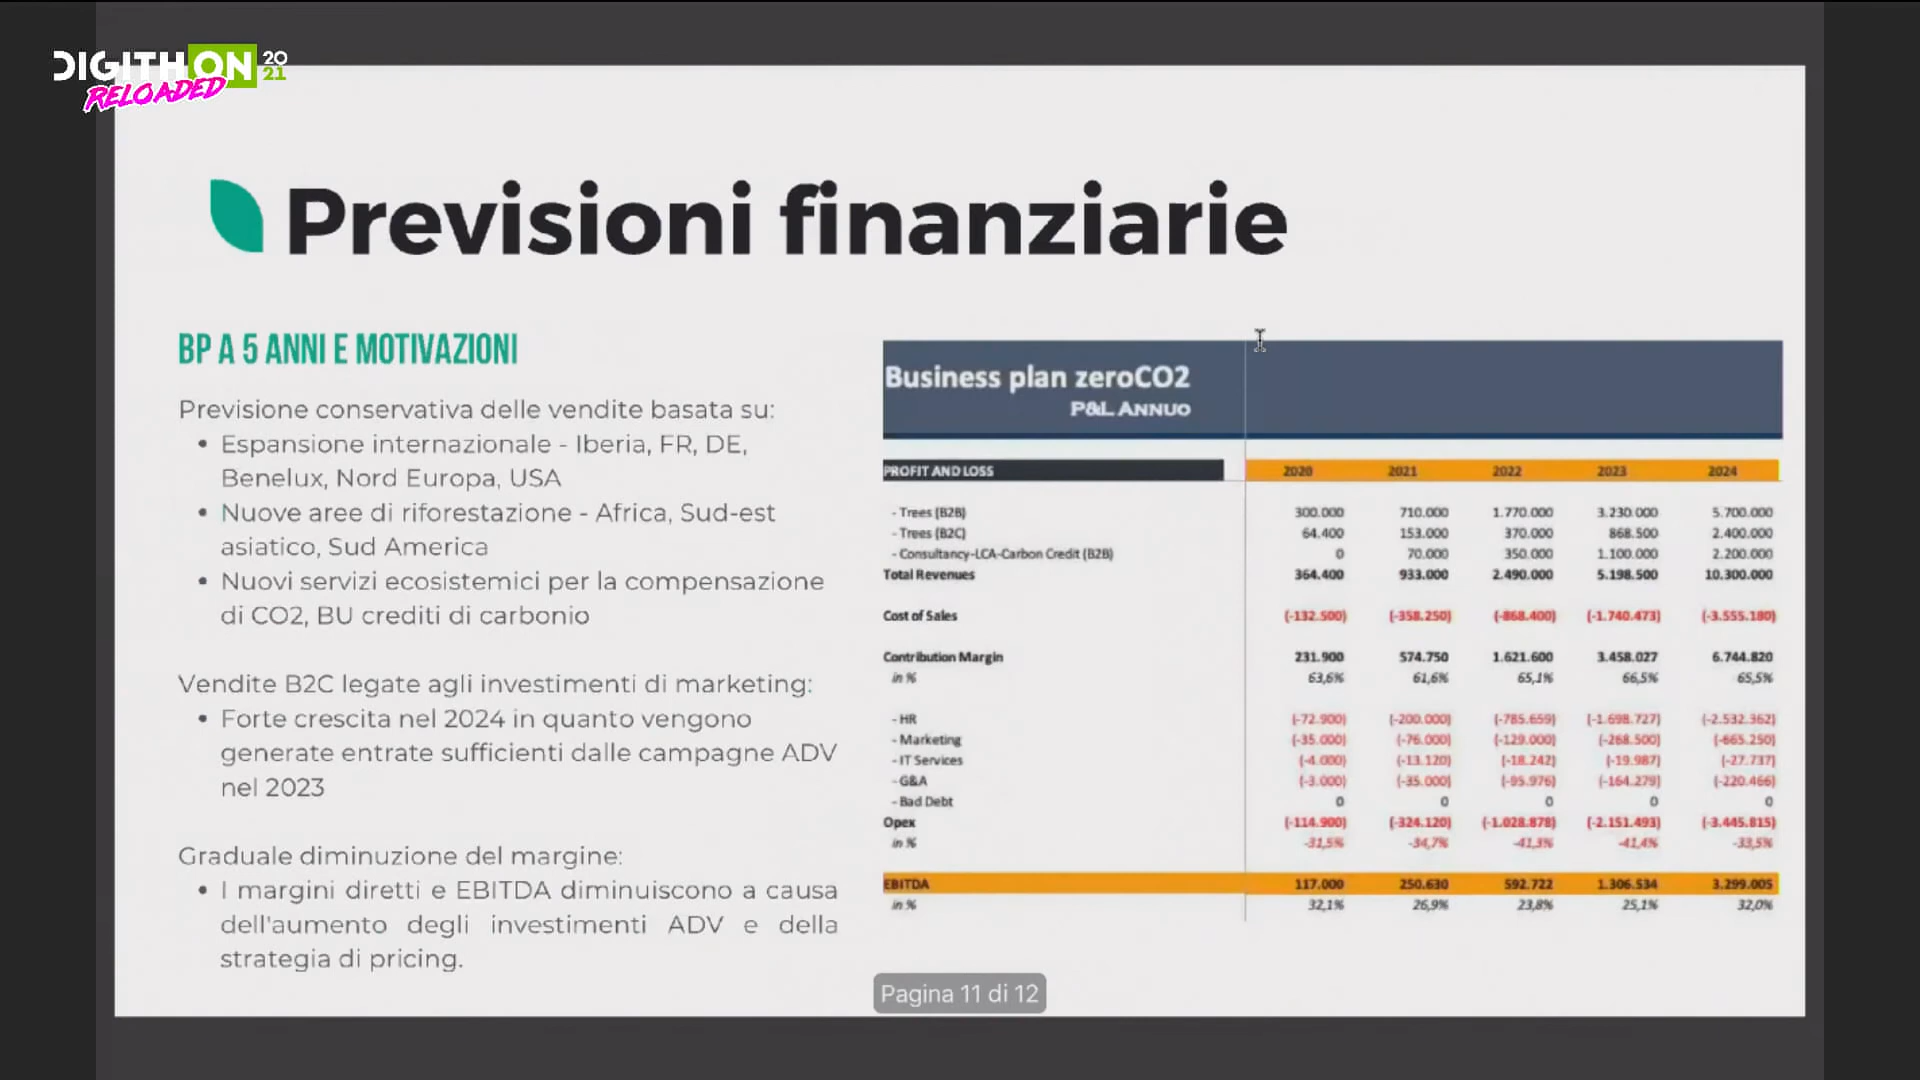 DIGITHON 2021
RELOADED
Previsioni finanziarie
BP A 5 ANNI E MOTIVAZIONI
Previsione conservativa delle vendite basata su:
• Espansione internazionale - Iberia, FR, DE,
Benelux, Nord Europa, USA
• Nuove aree di riforestazione - Africa, Sud-est
asiatico, Sud America
• Nuovi servizi ecosistemici per la compensazione
di CO2, BU crediti di carbonio
Vendite B2C legate agli investimenti di marketing:
• Forte crescita nel 2024 in quanto vengono
generate entrate sufficienti dalle campagne ADV
nel 2023
Graduale diminuzione del margine:
• I margini diretti e EBITDA diminuiscono a causa
dell'aumento degli investimenti ADV e della
strategia di pricing.
Business plan zeroCO2
P&L ANNUO
PROFIT AND LOSS 2020 2021 2022 2023 2024
- Trees (B2B) 300.000 710.000 1.770.000 3.230.000 5.700.000
- Trees (B2C) 64.400 153.000 370.000 868.500 2.400.000
- Consultancy-LCA-Carbon Credit (B2B) 0 70.000 350.000 1.100.000 2.200.000
Total Revenues 364.400 933.000 2.490.000 5.198.500 10.300.000
Cost of Sales (-132.500) (-358.250) (-868.400) (-1.740.473) (-3.555.180)
Contribution Margin 231.900 574.750 1.621.600 3.458.027 6.744.820
in % 63,6% 61,6% 65,1% 66,5% 65,5%
- HR (-72.900) (-200.000) (-785.659) (-1.698.727) (-2.532.362)
- Marketing (-35.000) (-76.000) (-129.000) (-268.500) (-665.250)
- IT Services (-4.000) (-13.120) (-18.242) (-19.987) (-27.737)
- G&A (-3.000) (-35.000) (-95.976) (-164.279) (-220.466)
- Bad Debt 0 0 0 0 0
Opex (-114.900) (-324.120) (-1.028.878) (-2.151.493) (-3.445.815)
in % -31,5% -34,7% -41,3% -41,4% -33,5%
EBITDA 117.000 250.630 592.722 1.306.534 3.299.005
in % 32,1% 26,9% 23,8% 25,1% 32,0%
Pagina 11 di 12